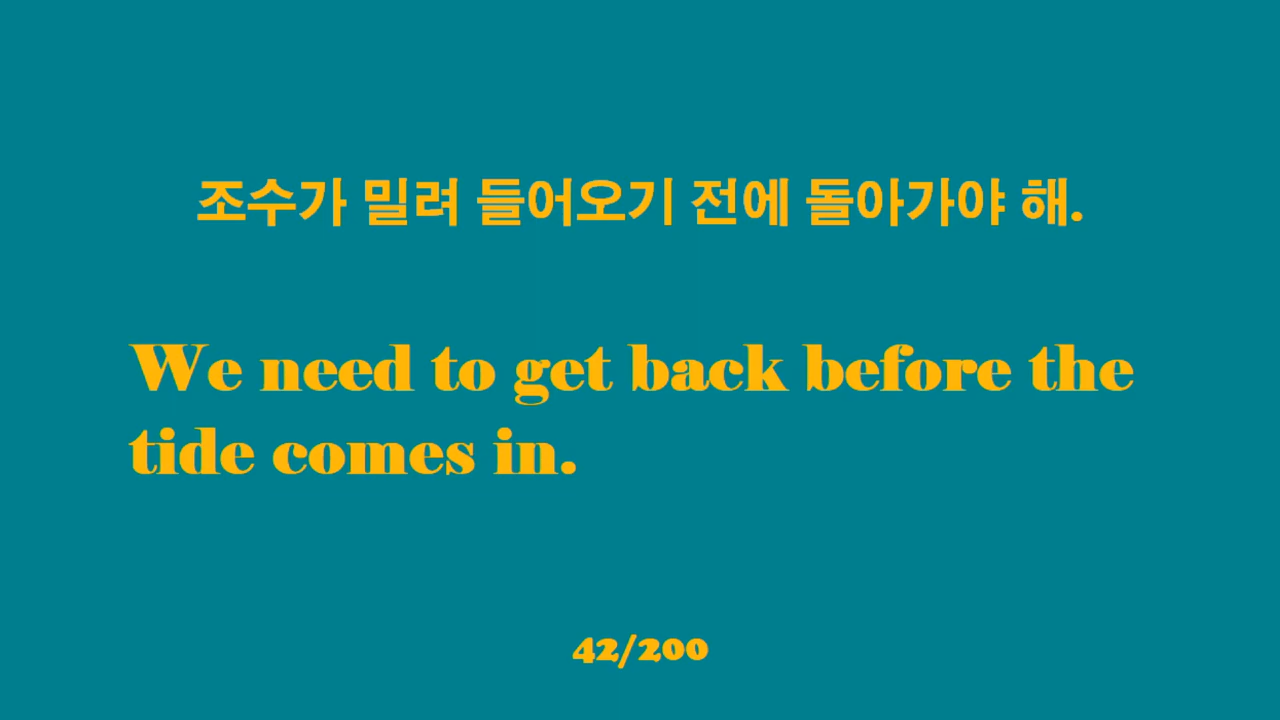 조수가 밀려 들어오기 전에 돌아가야 해.
We need to get back before the
tide comes in.
42/200